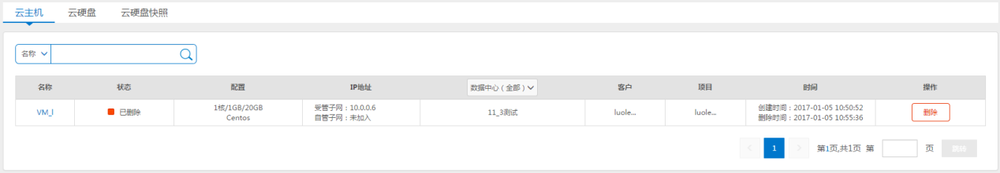 云主机 云硬盘 云硬盘快照
名称
名称 状态 配置 IP地址 数据中心（全部） 客户 项目 时间 操作
VM_l 已删除 1核/1GB/20GB 受管子网：10.0.0.6 11_3测试 luole... luole... 创建时间：2017-01-05 10:50:52 删除
Centos 自管子网：未加入 删除时间：2017-01-05 10:55:36
1 第1页,共1页 第 页 跳转